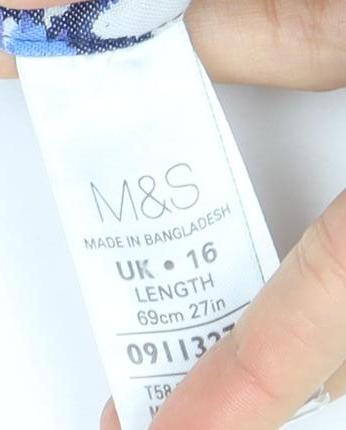 M&S
MADE IN BANGLADESH
UK • 16
LENGTH
69cm 27in